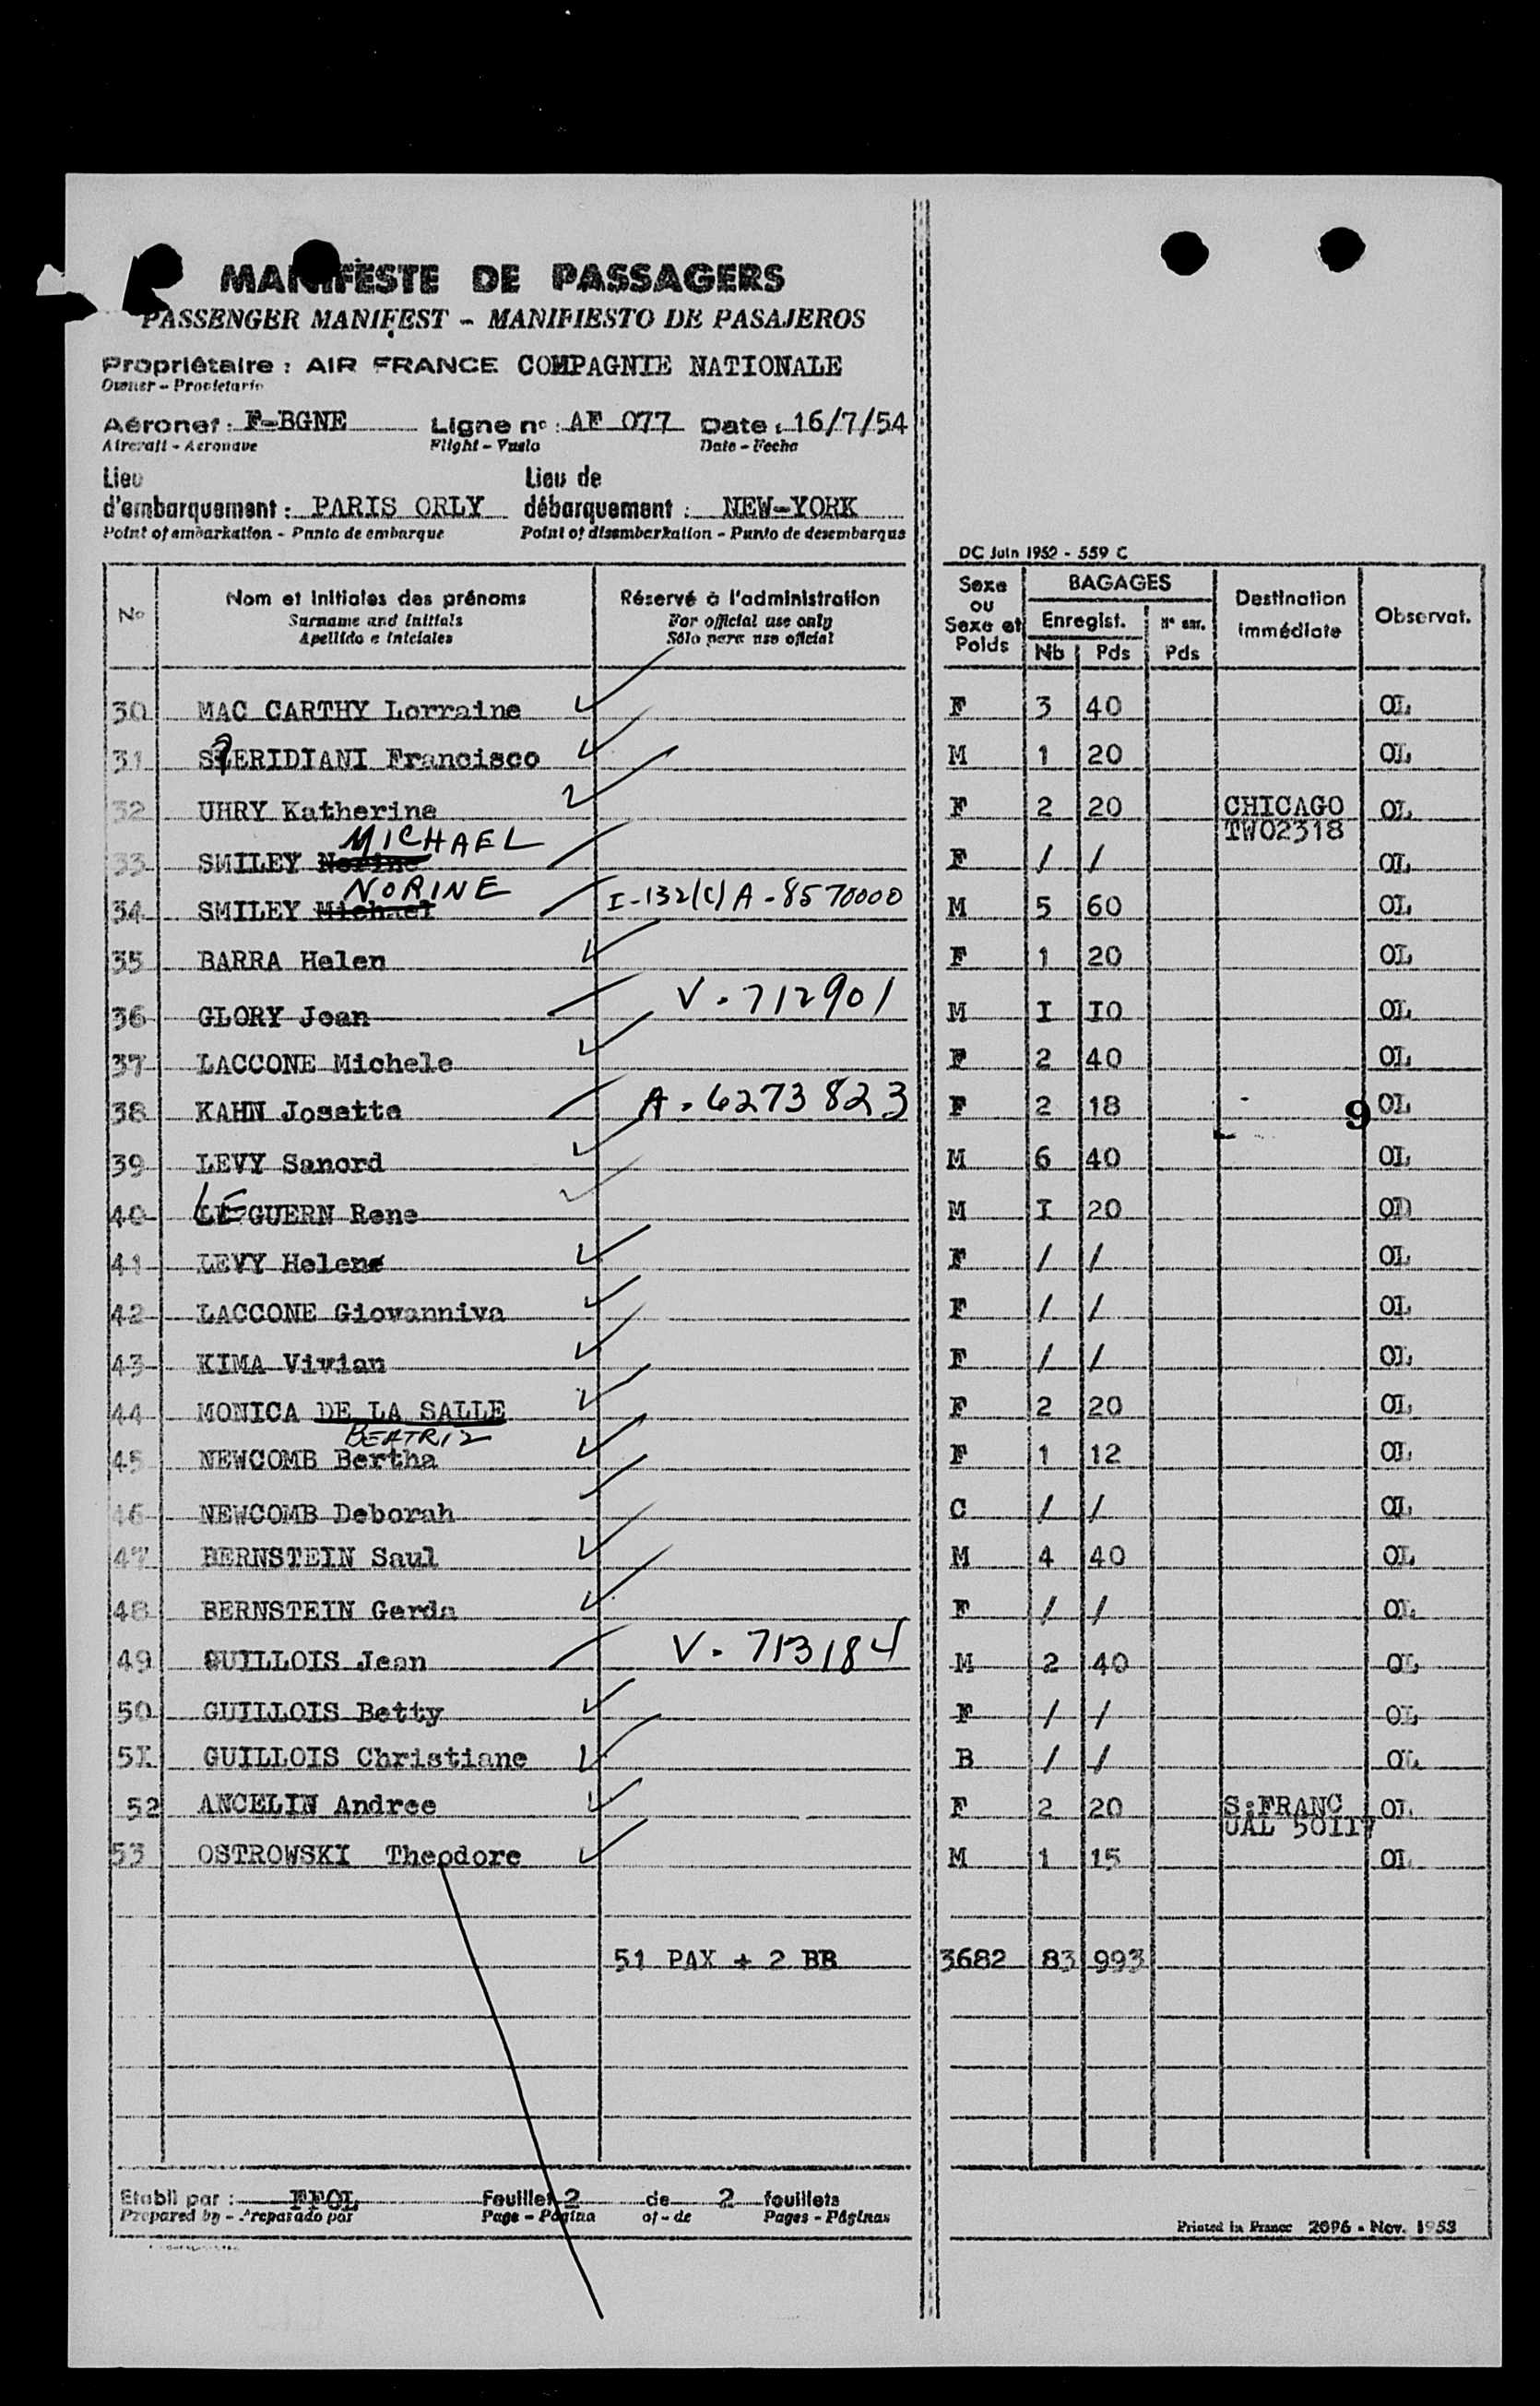 MANIFESTE DE PASSAGERS
PASSENGER MANIFEST - MANIFIESTO DE PASAJEROS
Propriétaire : AIR FRANCE COMPAGNIE NATIONALE
Owner - Propietario
Aéronef : F-BGNE Ligne n° : AF 077 Date : 16/7/54
Aircraft - Aeronave Flight - Vuelo Date - Fecha
Lieu d'embarquement : PARIS ORLY Lieu de débarquement : NEW-YORK
Point of embarkation - Punto de embarque Point of disembarkation - Punto de desembarque
DC Juin 1952 - 559 C
N° Nom et initiales des prénoms Réservé à l'administration Sexe ou Sexe et Poids BAGAGES Destination immédiate Observat.
Surname and initials For official use only Enregist. N° enr.
Apellido e iniciales Sólo para uso oficial Nb Pds Pds
30 MAC CARTHY Lorraine F 3 40 OL
31 SPERIDIANI Francisco M 1 20 OL
32 UHRY Katherine F 2 20 CHICAGO OL
TW02318
MICHAEL
33 SMILEY Norine F / / OL
NORINE
34 SMILEY Michael I-132(C) A-8570000 M 5 60 OL
35 BARRA Helen F 1 20 OL
36 GLORY Jean V-712901 M I IO OL
37 LACCONE Michele F 2 40 OL
38 KAHN Josette A-6273823 F 2 18 9 OL
39 LEVY Sanord M 6 40 OL
40 LE GUERN Rene M I 20 OD
41 LEVY Helene F / / OL
42 LACCONE Giovanniva F / / OL
43 KIMA Vivian F / / OL
44 MONICA DE LA SALLE F 2 20 OL
BEATRIZ
45 NEWCOMB Bertha F 1 12 OL
46 NEWCOMB Deborah C / / OL
47 BERNSTEIN Saul M 4 40 OL
48 BERNSTEIN Gerda F / / OL
49 GUILLOIS Jean V-713184 M 2 40 OL
50 GUILLOIS Betty F / / OL
5I GUILLOIS Christiane B / / OL
52 ANCELIN Andree F 2 20 S:FRANC OL
UAL 50117
53 OSTROWSKI Theodore M 1 15 OL
51 PAX + 2 BB 3682 83 993
Etabli par : FFOL Feuillet 2 de 2 feuillets
Prepared by - Preparado por Page - Página of - de Pages - Páginas
Printed in France 2096 - Nov. 1953